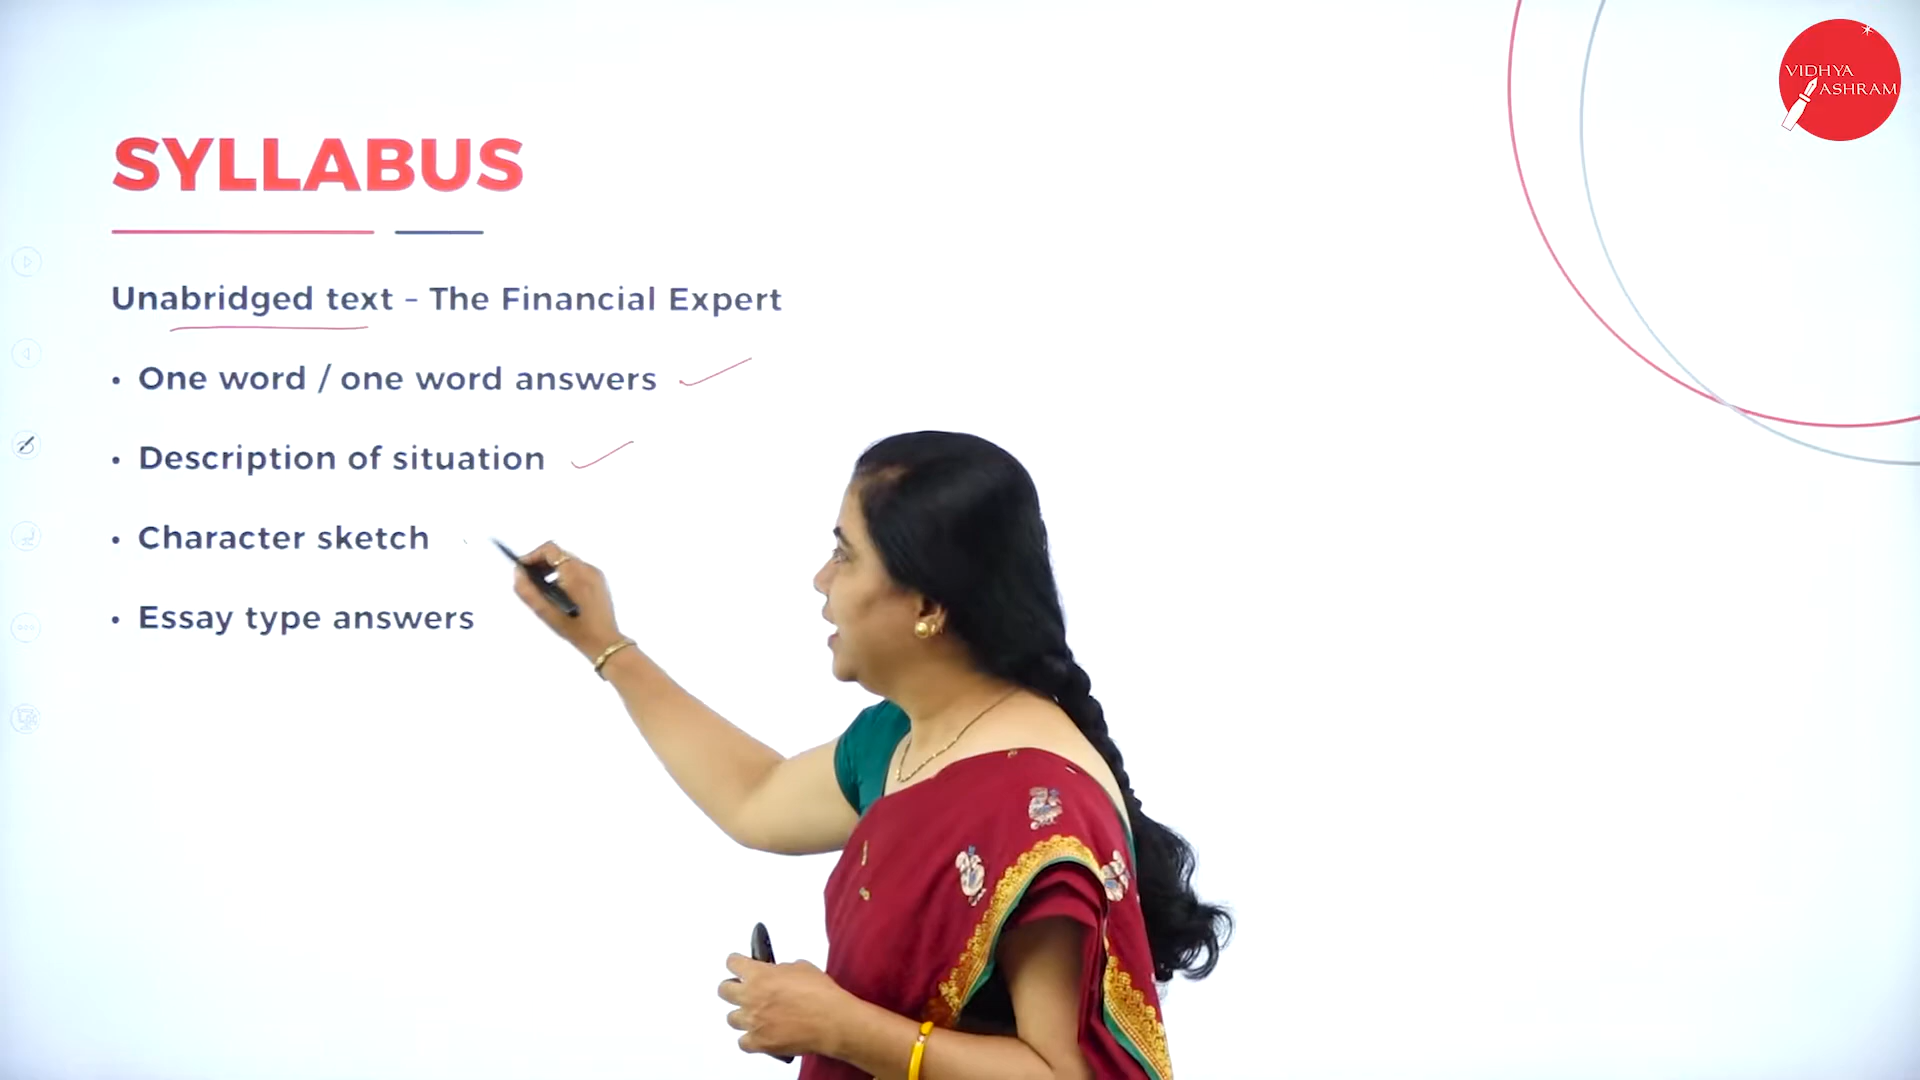 VIDHYA
ASHRAM
SYLLABUS
Unabridged text - The Financial Expert
• One word / one word answers
• Description of situation
• Character sketch
• Essay type answers